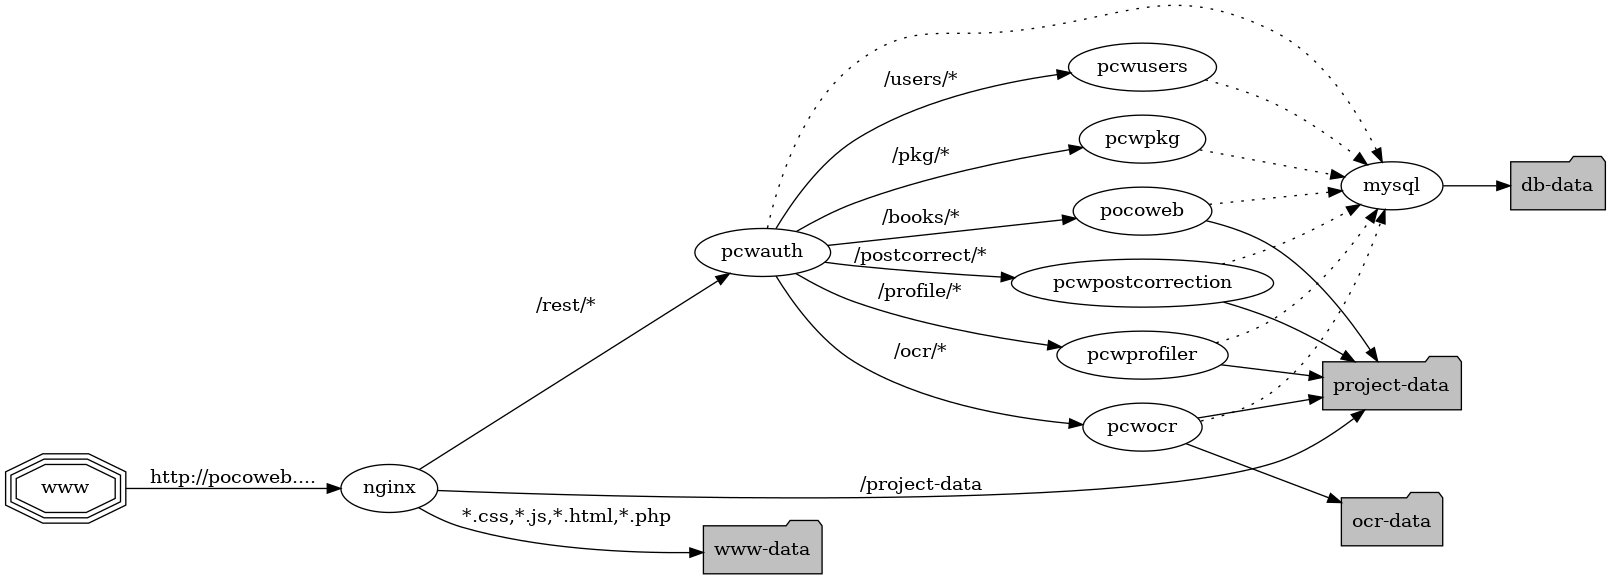 pcwusers
/users/*
pcwpkg
/pkg/*
mysql
db-data
pocoweb
/books/*
pcwauth
/postcorrect/*
pcwpostcorrection
/profile/*
/rest/*
pcwprofiler
/ocr/*
project-data
pcwocr
http://pocoweb....
www
nginx
/project-data
*.css,*.js,*.html,*.php
ocr-data
www-data